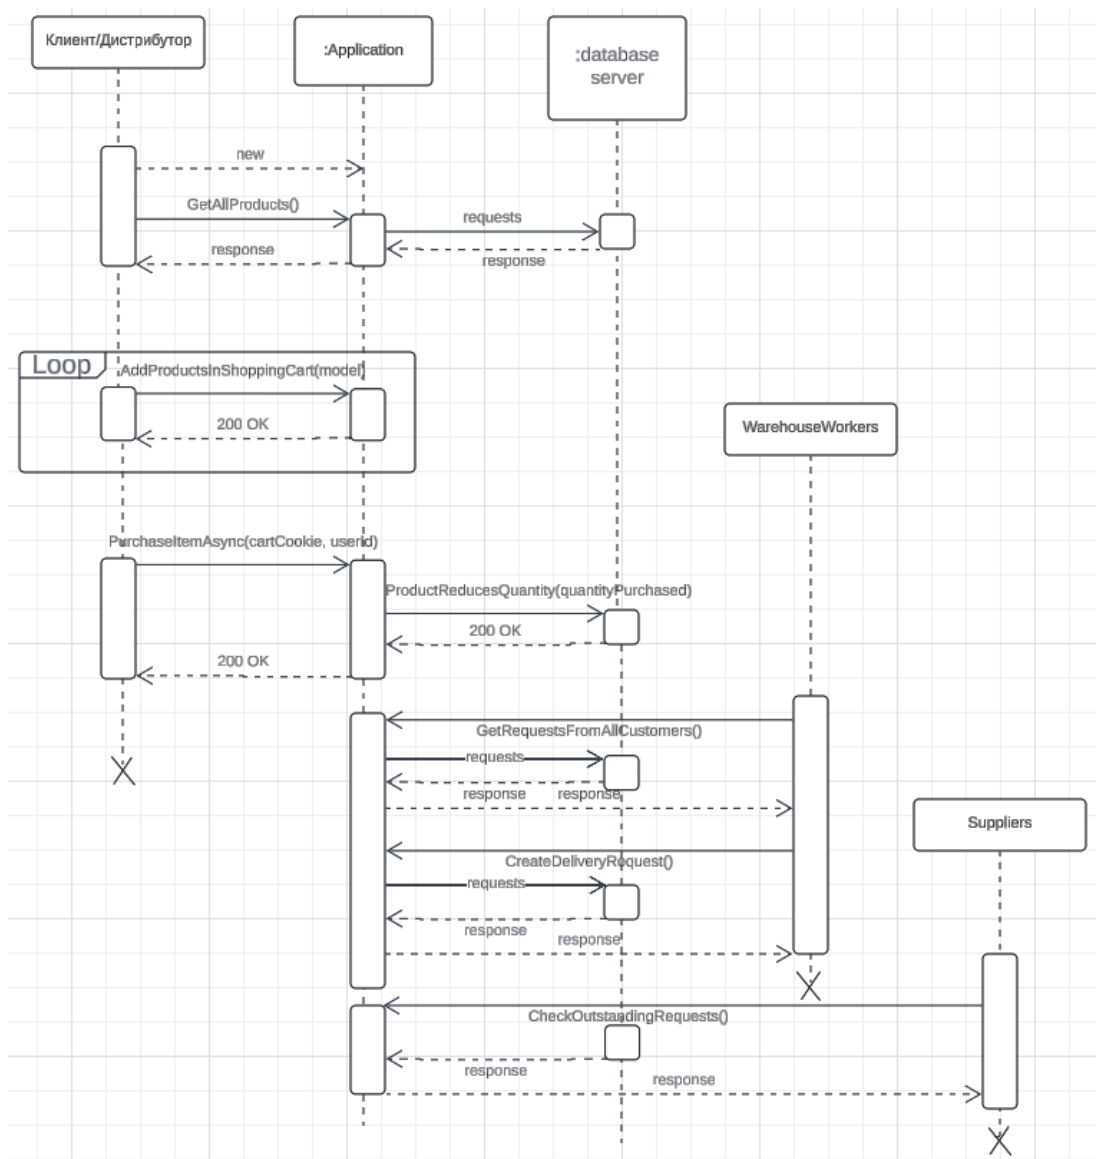 Клиент/Дистрибутор
:Application
:database
server
new
GetAllProducts()
requests
response
response
Loop
AddProductsInShoppingCart(model)
200 OK
WarehouseWorkers
PurchaseItemAsync(cartCookie, userId)
ProductReducesQuantity(quantityPurchased)
200 OK
200 OK
GetRequestsFromAllCustomers()
requests
response
response
Suppliers
CreateDeliveryRequest()
requests
response
response
CheckOutstandingRequests()
response
response